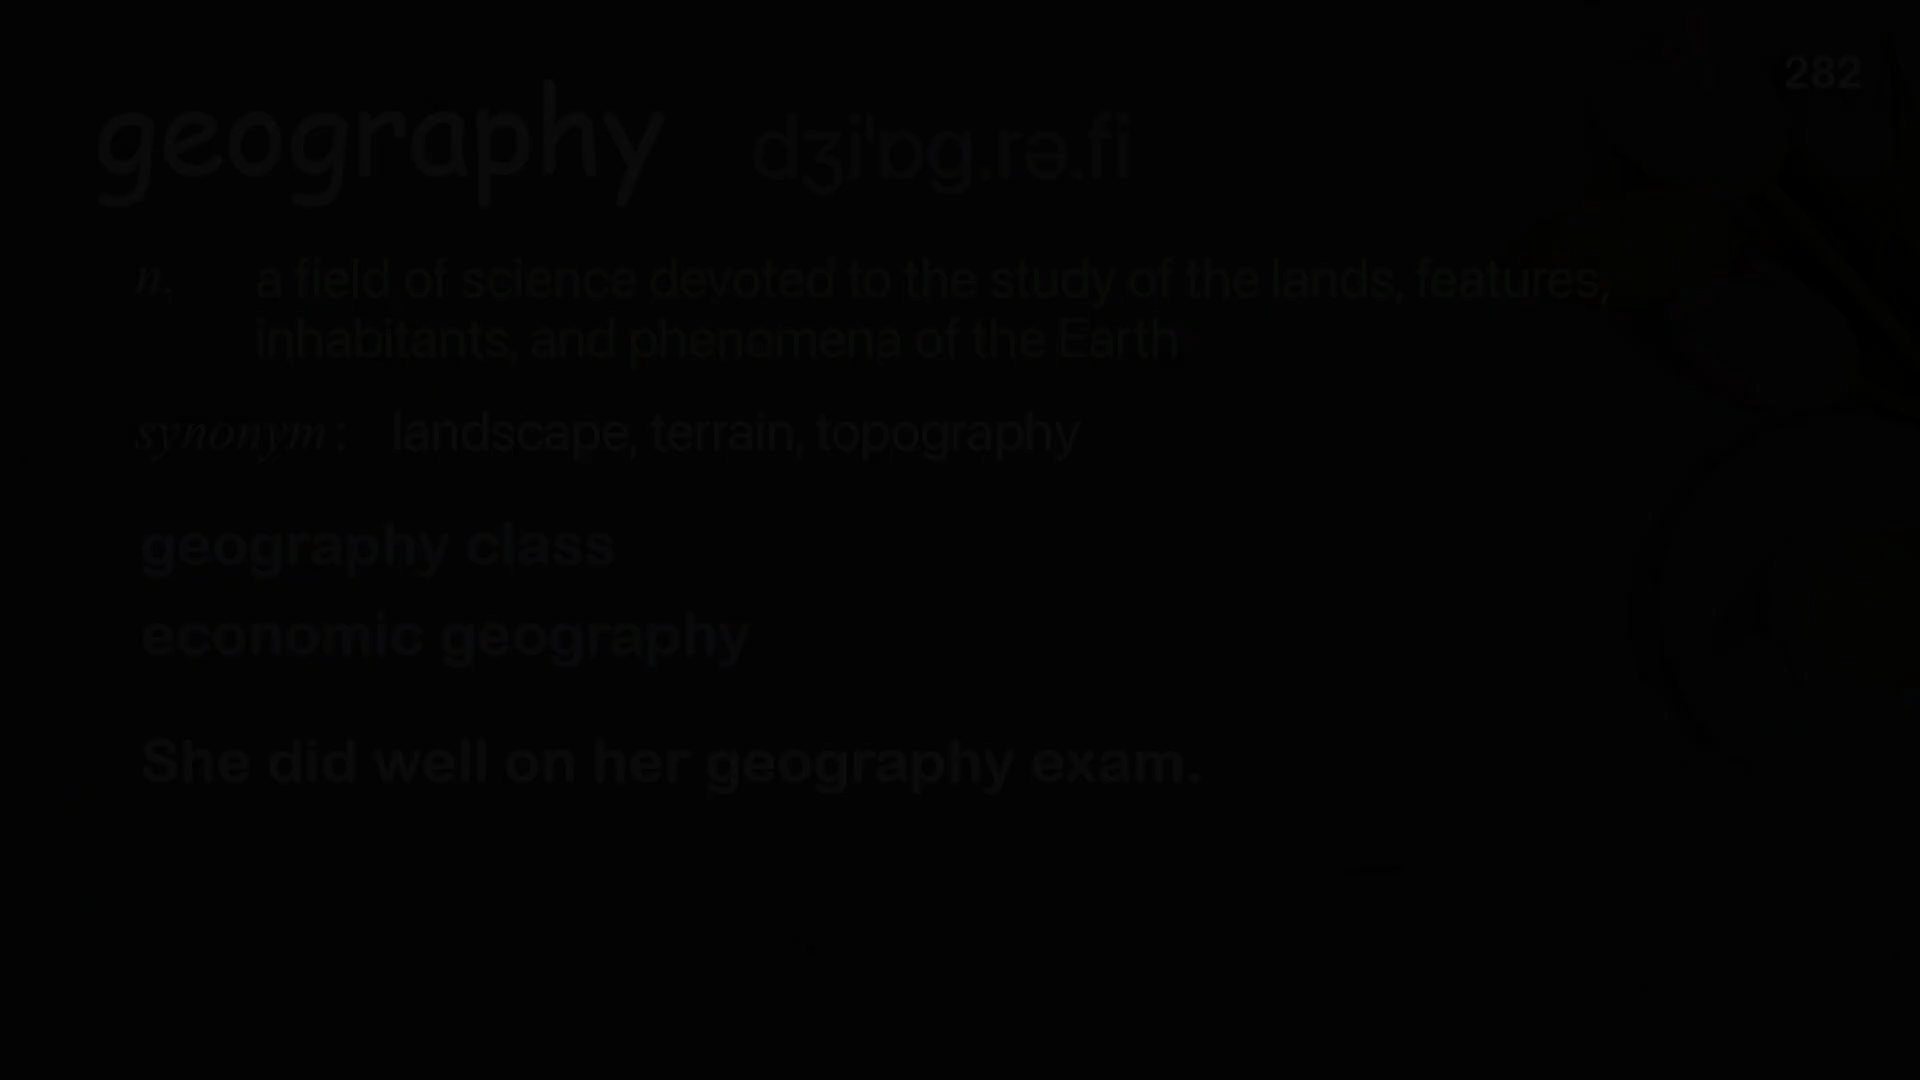 282
geography dʒiˈɒg.rə.fi
n. a field of science devoted to the study of the lands, features,
inhabitants, and phenomena of the Earth
synonym : landscape, terrain, topography
geography class
economic geography
She did well on her geography exam.